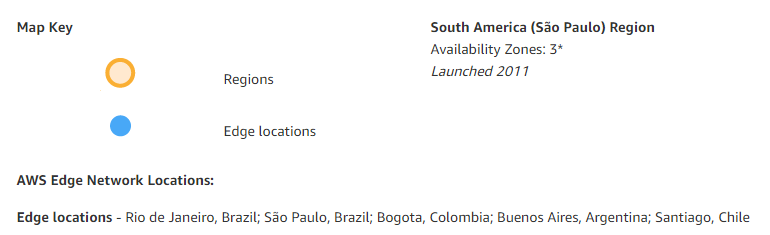 Map Key
Regions
Edge locations
South America (São Paulo) Region
Availability Zones: 3*
Launched 2011
AWS Edge Network Locations:
Edge locations - Rio de Janeiro, Brazil; São Paulo, Brazil; Bogota, Colombia; Buenos Aires, Argentina; Santiago, Chile